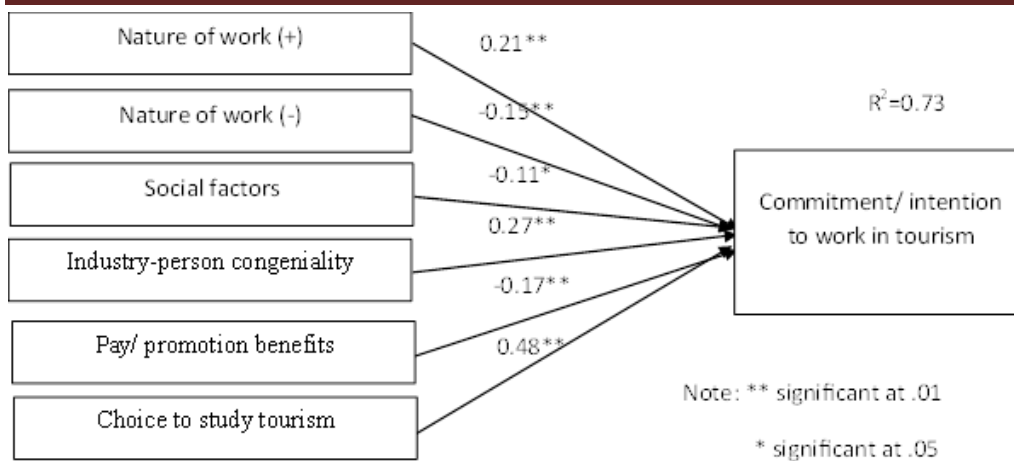 Nature of work (+)
0.21**
R²=0.73
Nature of work (-)
-0.15**
Social factors
-0.11*
Commitment/ intention
to work in tourism
0.27**
Industry-person congeniality
-0.17**
Pay/ promotion benefits
0.48**
Choice to study tourism
Note: ** significant at .01
* significant at .05